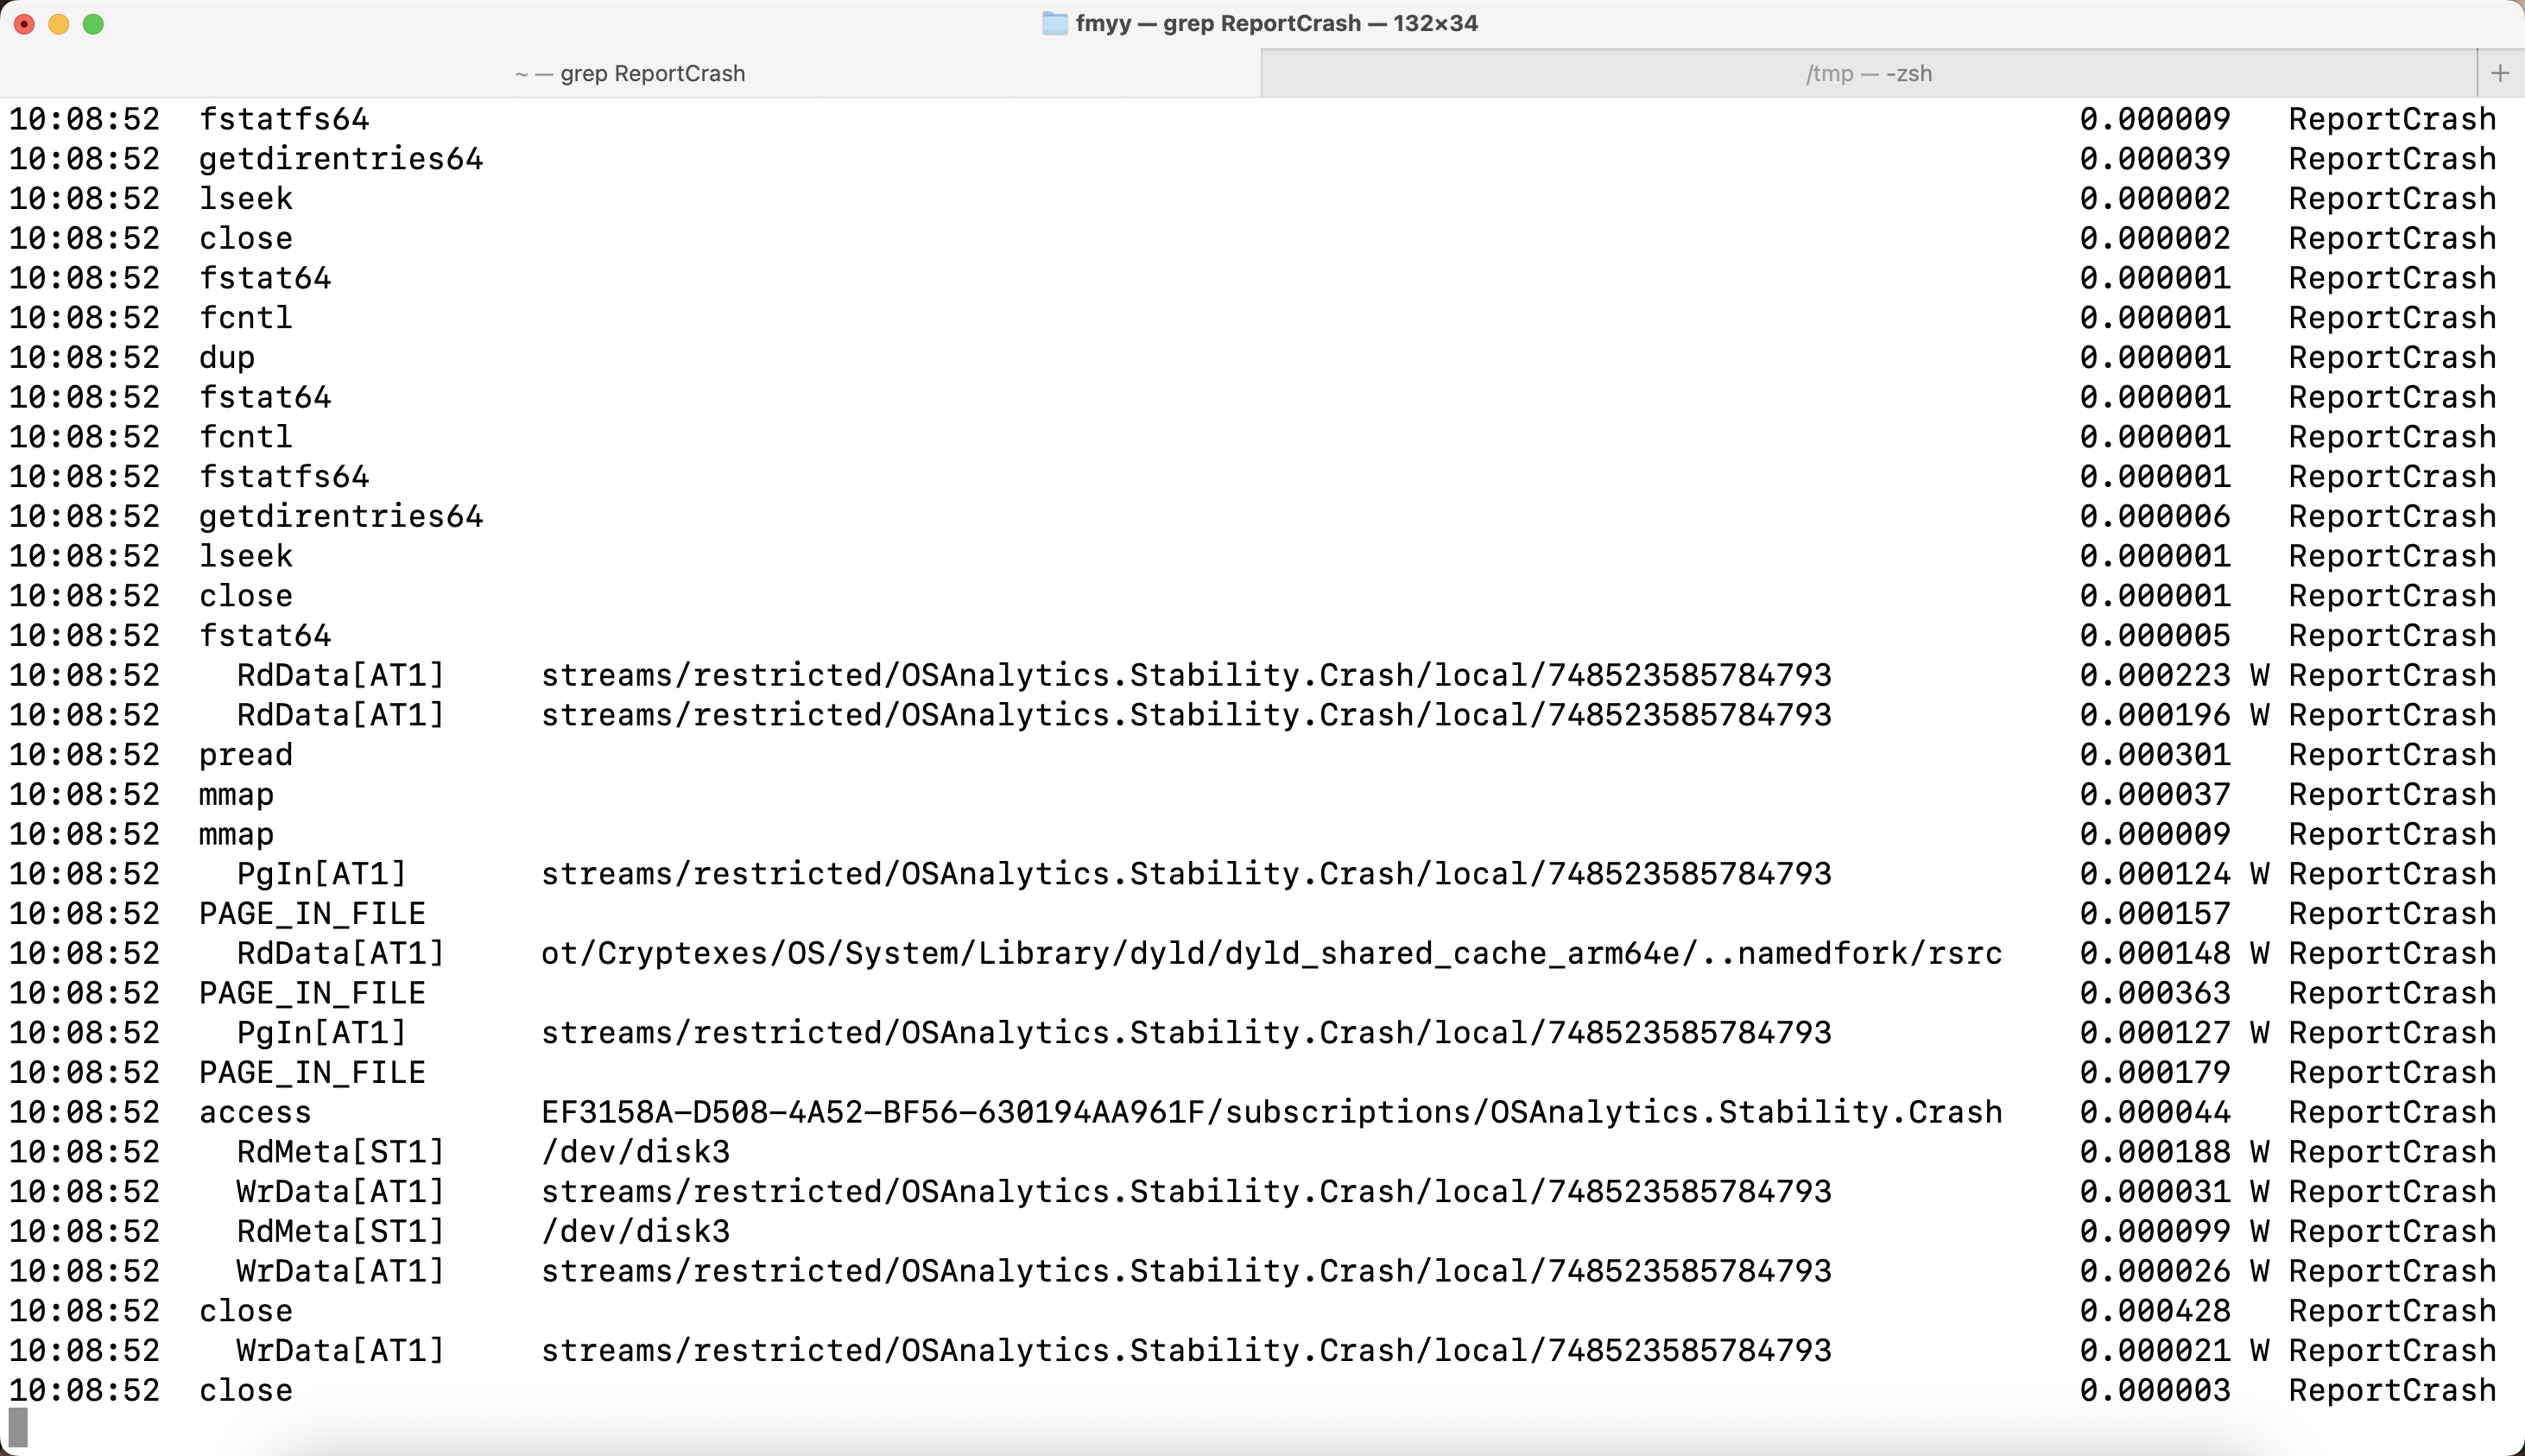 fmyy — grep ReportCrash — 132×34
~ — grep ReportCrash /tmp — -zsh +
10:08:52  fstatfs64 0.000009   ReportCrash
10:08:52  getdirentries64 0.000039   ReportCrash
10:08:52  lseek 0.000002   ReportCrash
10:08:52  close 0.000002   ReportCrash
10:08:52  fstat64 0.000001   ReportCrash
10:08:52  fcntl 0.000001   ReportCrash
10:08:52  dup 0.000001   ReportCrash
10:08:52  fstat64 0.000001   ReportCrash
10:08:52  fcntl 0.000001   ReportCrash
10:08:52  fstatfs64 0.000001   ReportCrash
10:08:52  getdirentries64 0.000006   ReportCrash
10:08:52  lseek 0.000001   ReportCrash
10:08:52  close 0.000001   ReportCrash
10:08:52  fstat64 0.000005   ReportCrash
10:08:52    RdData[AT1]     streams/restricted/OSAnalytics.Stability.Crash/local/748523585784793 0.000223 W ReportCrash
10:08:52    RdData[AT1]     streams/restricted/OSAnalytics.Stability.Crash/local/748523585784793 0.000196 W ReportCrash
10:08:52  pread 0.000301   ReportCrash
10:08:52  mmap 0.000037   ReportCrash
10:08:52  mmap 0.000009   ReportCrash
10:08:52    PgIn[AT1]       streams/restricted/OSAnalytics.Stability.Crash/local/748523585784793 0.000124 W ReportCrash
10:08:52  PAGE_IN_FILE 0.000157   ReportCrash
10:08:52    RdData[AT1]     ot/Cryptexes/OS/System/Library/dyld/dyld_shared_cache_arm64e/..namedfork/rsrc 0.000148 W ReportCrash
10:08:52  PAGE_IN_FILE 0.000363   ReportCrash
10:08:52    PgIn[AT1]       streams/restricted/OSAnalytics.Stability.Crash/local/748523585784793 0.000127 W ReportCrash
10:08:52  PAGE_IN_FILE 0.000179   ReportCrash
10:08:52  access            EF3158A-D508-4A52-BF56-630194AA961F/subscriptions/OSAnalytics.Stability.Crash 0.000044   ReportCrash
10:08:52    RdMeta[ST1]     /dev/disk3 0.000188 W ReportCrash
10:08:52    WrData[AT1]     streams/restricted/OSAnalytics.Stability.Crash/local/748523585784793 0.000031 W ReportCrash
10:08:52    RdMeta[ST1]     /dev/disk3 0.000099 W ReportCrash
10:08:52    WrData[AT1]     streams/restricted/OSAnalytics.Stability.Crash/local/748523585784793 0.000026 W ReportCrash
10:08:52  close 0.000428   ReportCrash
10:08:52    WrData[AT1]     streams/restricted/OSAnalytics.Stability.Crash/local/748523585784793 0.000021 W ReportCrash
10:08:52  close 0.000003   ReportCrash